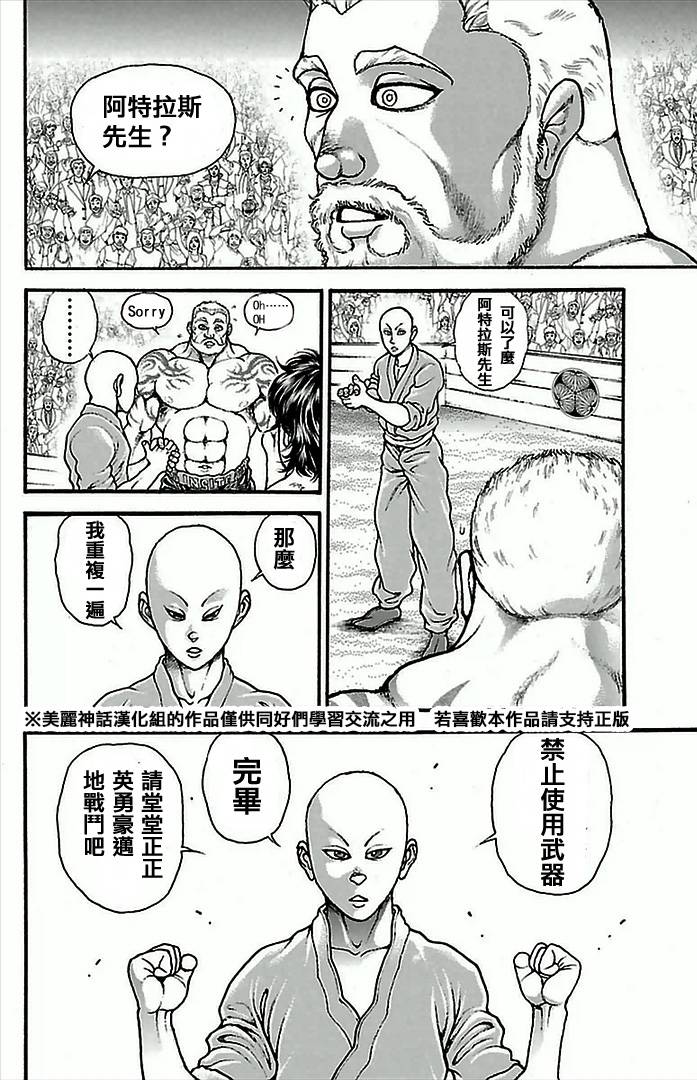 阿特拉斯
先生？
可以了麼
阿特拉斯先生
Oh……
OH
Sorry
………
那麼
我重複一遍
※美麗神話漢化組的作品僅供同好們學習交流之用　若喜歡本作品請支持正版
禁止使用武器
完畢
請堂堂正正
英勇豪邁
地戰鬥吧